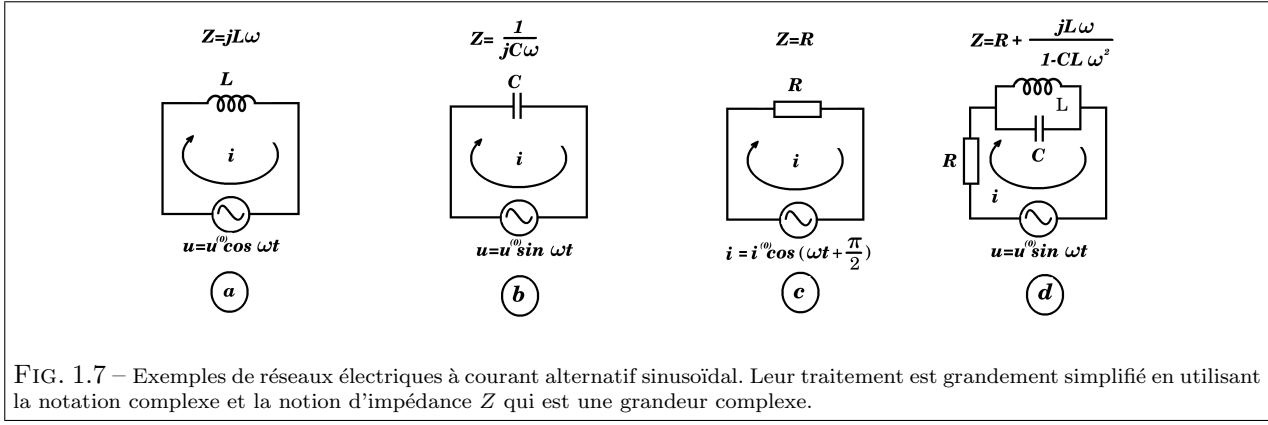 Z=jLω
L
i
u=u⁽⁰⁾cos ωt
a
Z= 1/jCω
C
i
u=u⁽⁰⁾sin ωt
b
Z=R
R
i
i = i⁽⁰⁾cos (ωt+π/2)
c
Z=R + jLω/1-CL ω²
L
C
R
i
u=u⁽⁰⁾sin ωt
d
FIG. 1.7 – Exemples de réseaux électriques à courant alternatif sinusoïdal. Leur traitement est grandement simplifié en utilisant
la notation complexe et la notion d'impédance Z qui est une grandeur complexe.